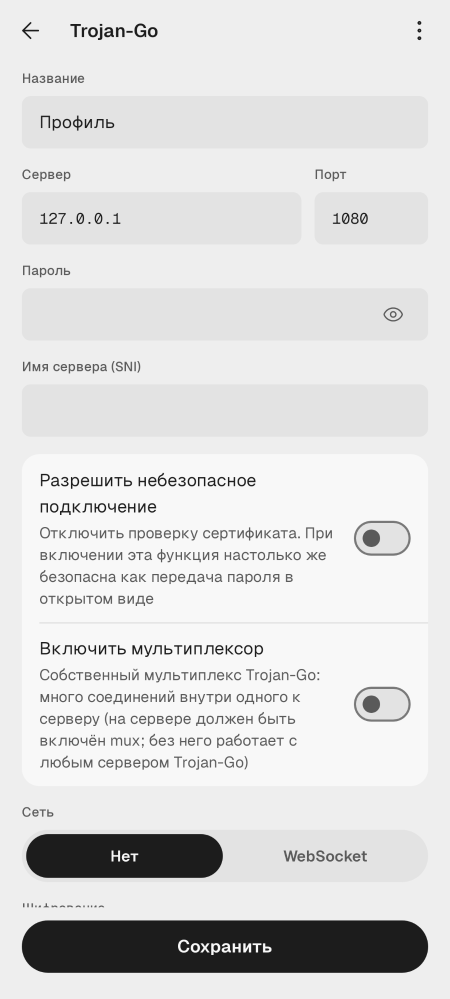 Trojan-Go
Название
Профиль
Сервер
Порт
127.0.0.1
1080
Пароль
Имя сервера (SNI)
Разрешить небезопасное
подключение
Отключить проверку сертификата. При
включении эта функция настолько же
безопасна как передача пароля в
открытом виде
Включить мультиплексор
Собственный мультиплекс Trojan-Go:
много соединений внутри одного к
серверу (на сервере должен быть
включён mux; без него работает с
любым сервером Trojan-Go)
Сеть
Нет
WebSocket
Сохранить